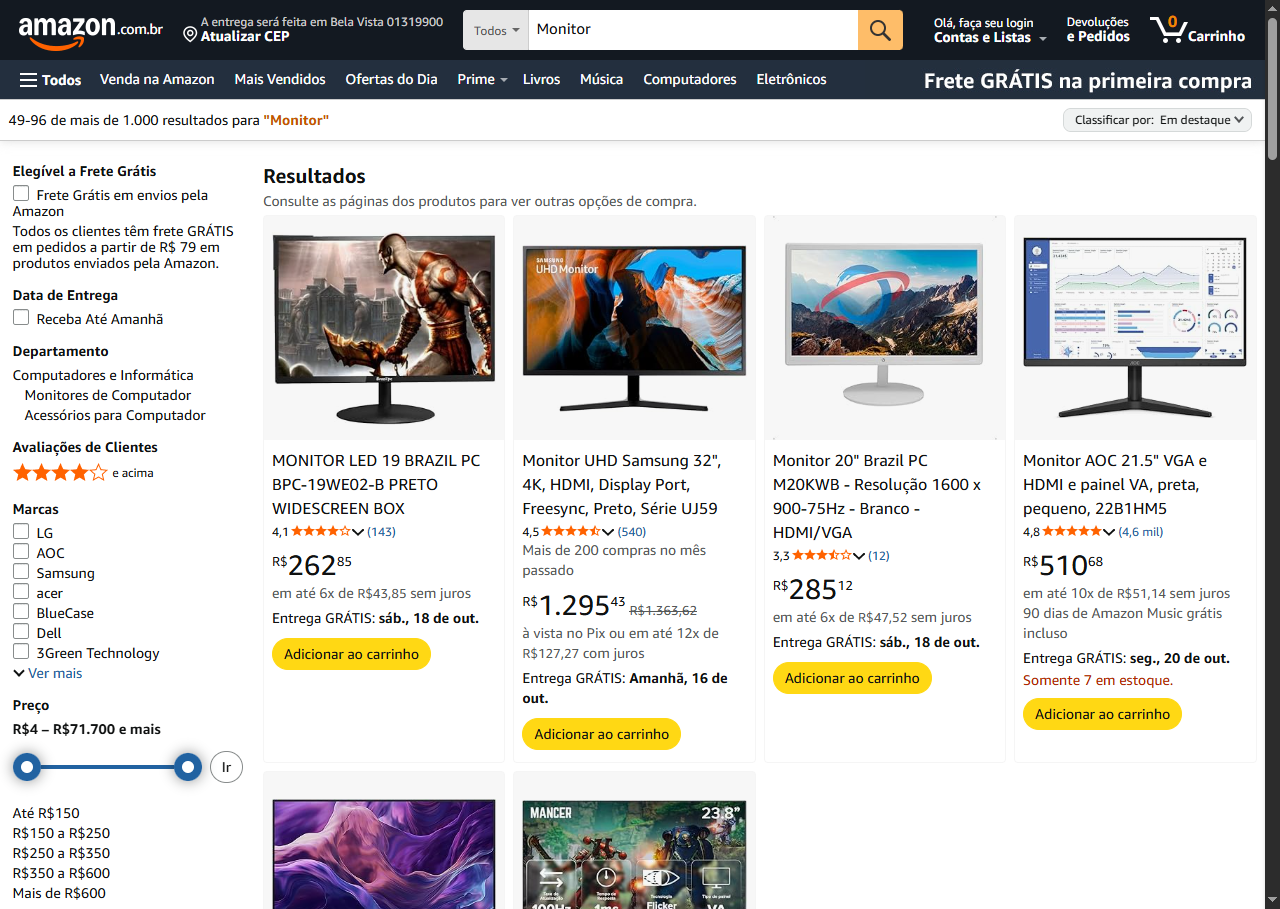 amazon.com.br
A entrega será feita em Bela Vista 01319900
Atualizar CEP
Todos
Monitor
Olá, faça seu login
Contas e Listas
Devoluções
e Pedidos
0
Carrinho
Todos
Venda na Amazon
Mais Vendidos
Ofertas do Dia
Prime
Livros
Música
Computadores
Eletrônicos
Frete GRÁTIS na primeira compra
49-96 de mais de 1.000 resultados para "Monitor"
Classificar por: Em destaque
Elegível a Frete Grátis
Frete Grátis em envios pela
Amazon
Todos os clientes têm frete GRÁTIS
em pedidos a partir de R$ 79 em
produtos enviados pela Amazon.
Data de Entrega
Receba Até Amanhã
Departamento
Computadores e Informática
Monitores de Computador
Acessórios para Computador
Avaliações de Clientes
e acima
Marcas
LG
AOC
Samsung
acer
BlueCase
Dell
3Green Technology
Ver mais
Preço
R$4 – R$71.700 e mais
Ir
Até R$150
R$150 a R$250
R$250 a R$350
R$350 a R$600
Mais de R$600
Resultados
Consulte as páginas dos produtos para ver outras opções de compra.
MONITOR LED 19 BRAZIL PC
BPC-19WE02-B PRETO
WIDESCREEN BOX
4,1 (143)
R$26285
em até 6x de R$43,85 sem juros
Entrega GRÁTIS: sáb., 18 de out.
Adicionar ao carrinho
SAMSUNG
UHD Monitor
Monitor UHD Samsung 32",
4K, HDMI, Display Port,
Freesync, Preto, Série UJ59
4,5 (540)
Mais de 200 compras no mês
passado
R$1.29543 R$1.363,62
à vista no Pix ou em até 12x de
R$127,27 com juros
Entrega GRÁTIS: Amanhã, 16 de
out.
Adicionar ao carrinho
Monitor 20" Brazil PC
M20KWB - Resolução 1600 x
900-75Hz - Branco -
HDMI/VGA
3,3 (12)
R$28512
em até 6x de R$47,52 sem juros
Entrega GRÁTIS: sáb., 18 de out.
Adicionar ao carrinho
AOC
Monitor AOC 21.5" VGA e
HDMI e painel VA, preta,
pequeno, 22B1HM5
4,8 (4,6 mil)
R$51068
em até 10x de R$51,14 sem juros
90 dias de Amazon Music grátis
incluso
Entrega GRÁTIS: seg., 20 de out.
Somente 7 em estoque.
Adicionar ao carrinho
MANCER
23.8”
Flicker
100Hz
1ms
VA